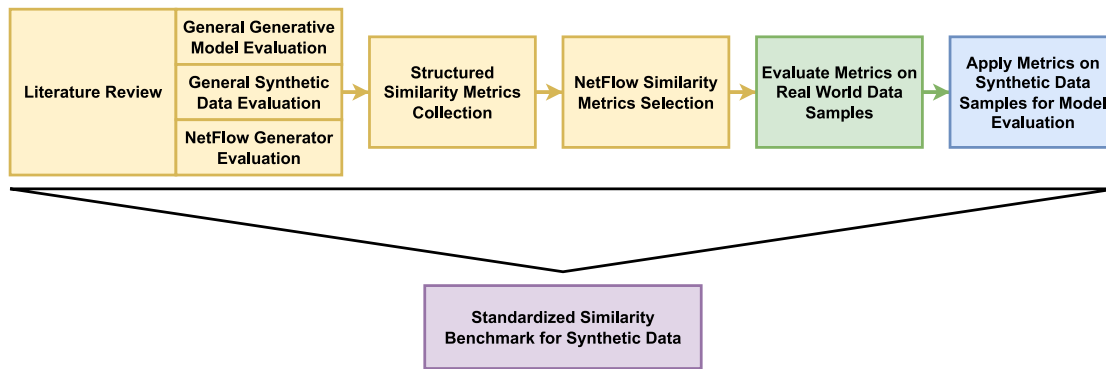 Literature Review
General Generative
Model Evaluation
General Synthetic
Data Evaluation
NetFlow Generator
Evaluation
Structured
Similarity Metrics
Collection
NetFlow Similarity
Metrics Selection
Evaluate Metrics on
Real World Data
Samples
Apply Metrics on
Synthetic Data
Samples for Model
Evaluation
Standardized Similarity
Benchmark for Synthetic Data